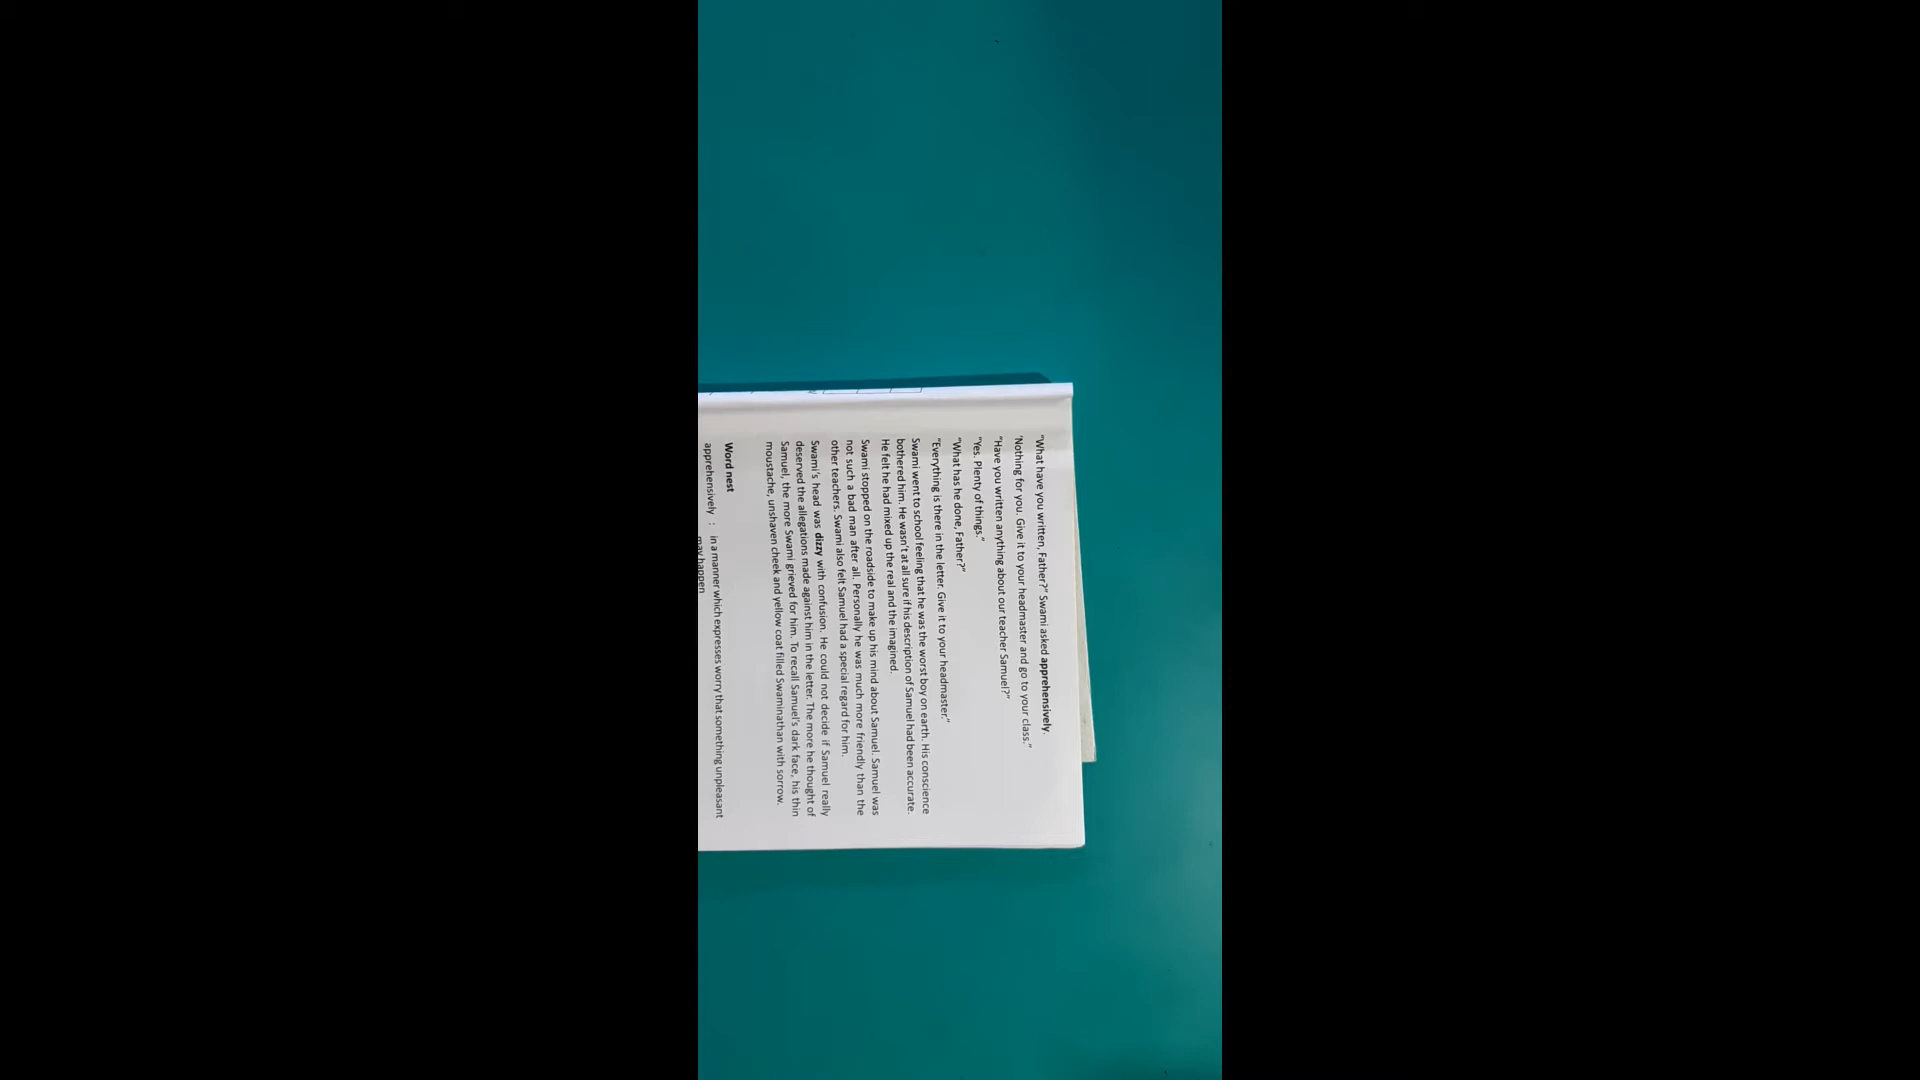 "What have you written, Father?" Swami asked apprehensively.
'Nothing for you. Give it to your headmaster and go to your class."
"Have you written anything about our teacher Samuel?"
"Yes. Plenty of things."
"What has he done, Father?"
"Everything is there in the letter. Give it to your headmaster."
Swami went to school feeling that he was the worst boy on earth. His conscience
bothered him. He wasn't at all sure if his description of Samuel had been accurate.
He felt he had mixed up the real and the imagined.
Swami stopped on the roadside to make up his mind about Samuel. Samuel was
not such a bad man after all. Personally he was much more friendly than the
other teachers. Swami also felt Samuel had a special regard for him.
Swami's head was dizzy with confusion. He could not decide if Samuel really
deserved the allegations made against him in the letter. The more he thought of
Samuel, the more Swami grieved for him. To recall Samuel's dark face, his thin
moustache, unshaven cheek and yellow coat filled Swaminathan with sorrow.
Word nest
apprehensively : in a manner which expresses worry that something unpleasant
may happen